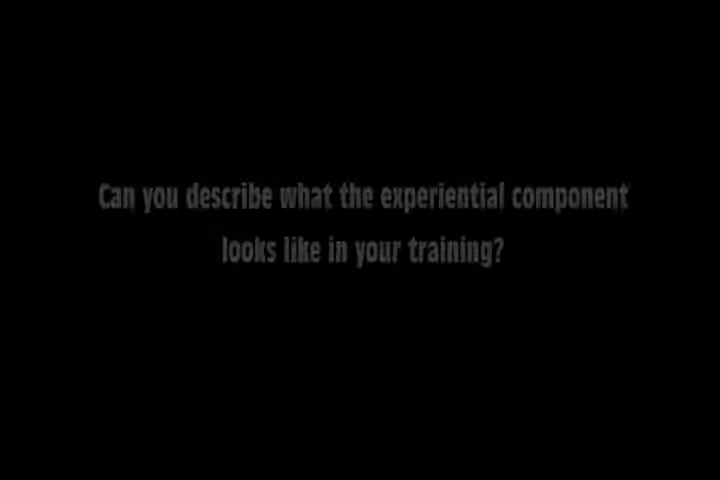 Can you describe what the experiential component
looks like in your training?